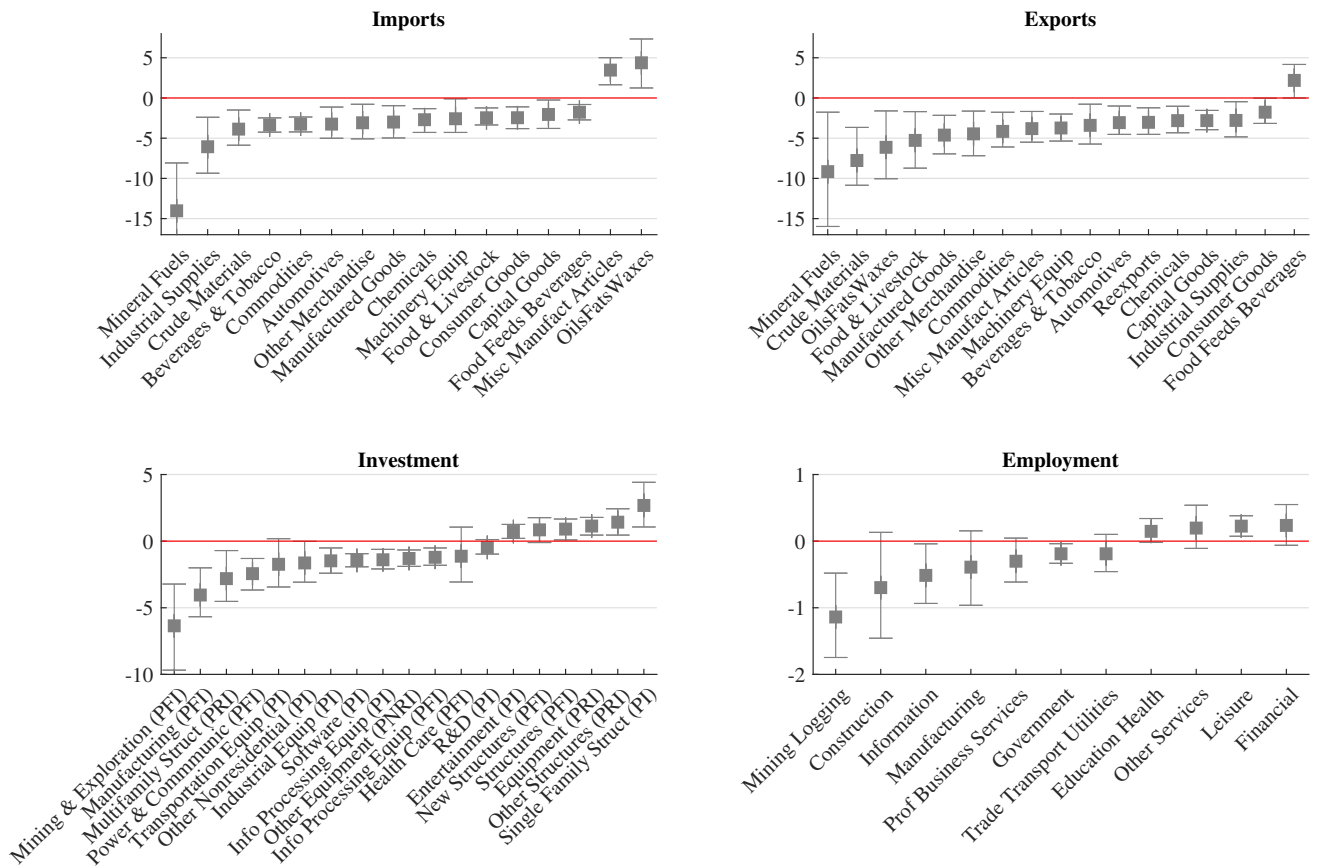 Imports
5
0
-5
-10
-15
Mineral Fuels
Industrial Supplies
Crude Materials
Beverages & Tobacco
Commodities
Automotives
Other Merchandise
Manufactured Goods
Chemicals
Machinery Equip
Food & Livestock
Consumer Goods
Capital Goods
Food Feeds Beverages
Misc Manufact Articles
OilsFatsWaxes
Exports
5
0
-5
-10
-15
Mineral Fuels
Crude Materials
OilsFatsWaxes
Food & Livestock
Manufactured Goods
Other Merchandise
Commodities
Misc Manufact Articles
Machinery Equip
Beverages & Tobacco
Automotives
Reexports
Chemicals
Capital Goods
Industrial Supplies
Consumer Goods
Food Feeds Beverages
Investment
5
0
-5
-10
Mining & Exploration (PFI)
Manufacturing (PFI)
Multifamily Struct (PRI)
Power & Communic (PFI)
Transportation Equip (PI)
Other Nonresidential (PI)
Industrial Equip (PI)
Software (PI)
Info Processing Equip (PI)
Other Equipment (PNRI)
Info Processing Equip (PFI)
Health Care (PFI)
R&D (PI)
Entertainment (PI)
New Structures (PFI)
Structures (PFI)
Equipment (PRI)
Other Structures (PRI)
Single Family Struct (PI)
Employment
1
0
-1
-2
Mining Logging
Construction
Information
Manufacturing
Prof Business Services
Government
Trade Transport Utilities
Education Health
Other Services
Leisure
Financial